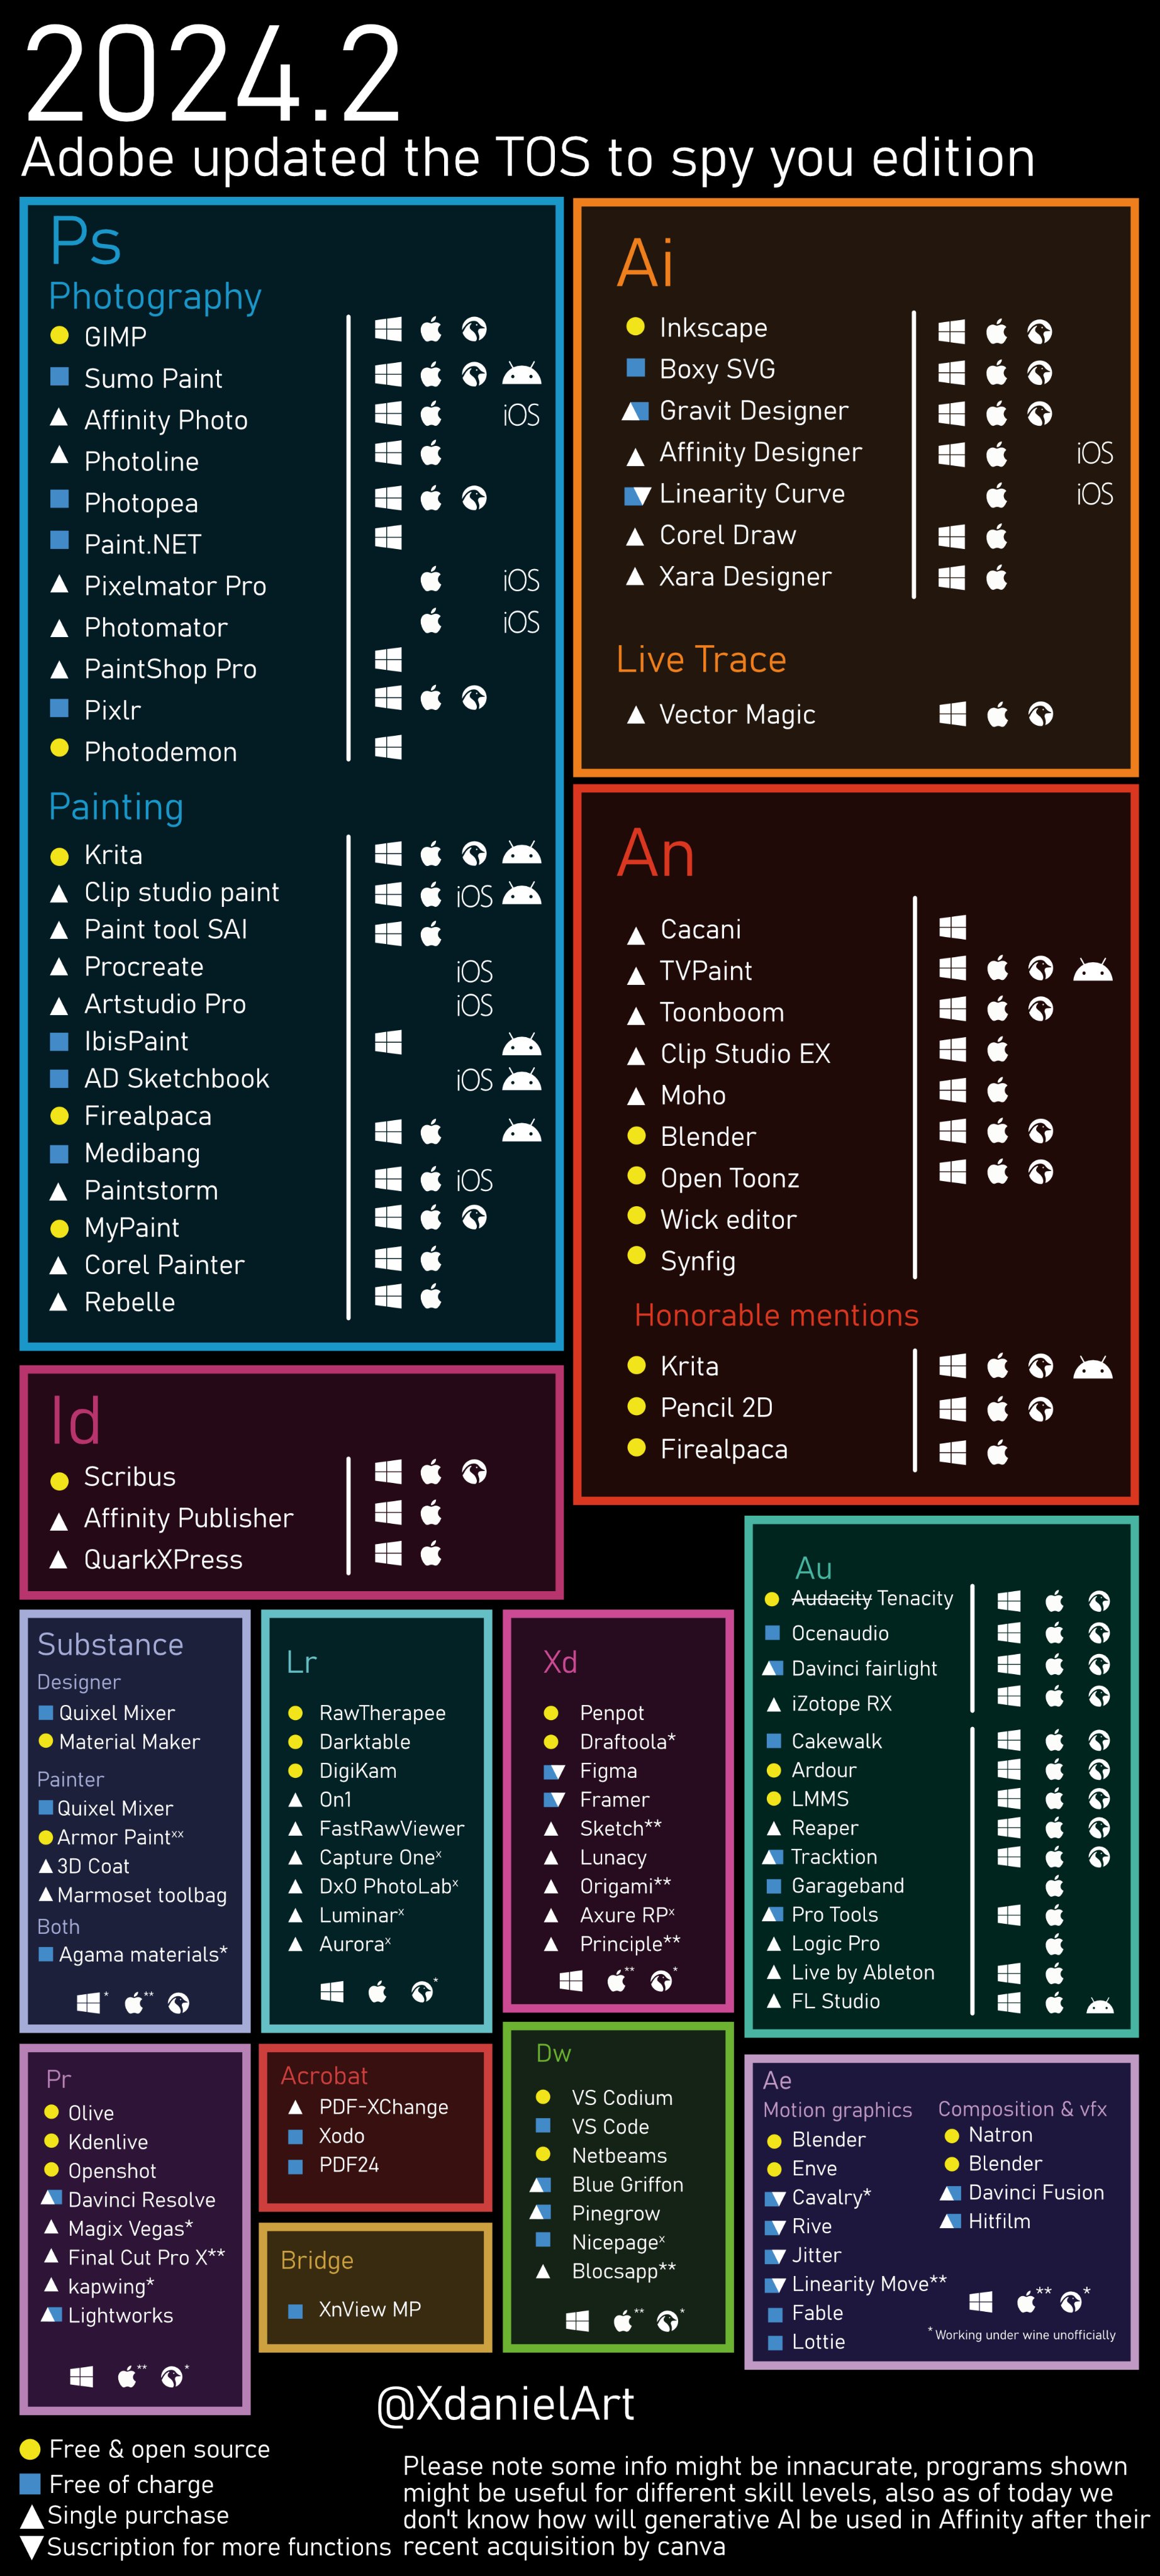 2024.2
Adobe updated the TOS to spy you edition
Ps
Photography
GIMP
Sumo Paint
Affinity Photo iOS
Photoline
Photopea
Paint.NET
Pixelmator Pro iOS
Photomator iOS
PaintShop Pro
Pixlr
Photodemon
Painting
Krita
Clip studio paint iOS
Paint tool SAI
Procreate iOS
Artstudio Pro iOS
IbisPaint
AD Sketchbook iOS
Firealpaca
Medibang
Paintstorm iOS
MyPaint
Corel Painter
Rebelle
Ai
Inkscape
Boxy SVG
Gravit Designer
Affinity Designer iOS
Linearity Curve iOS
Corel Draw
Xara Designer
Live Trace
Vector Magic
An
Cacani
TVPaint
Toonboom
Clip Studio EX
Moho
Blender
Open Toonz
Wick editor
Synfig
Honorable mentions
Krita
Pencil 2D
Firealpaca
Id
Scribus
Affinity Publisher
QuarkXPress
Substance
Designer
Quixel Mixer
Material Maker
Painter
Quixel Mixer
Armor Paintxx
3D Coat
Marmoset toolbag
Both
Agama materials*
* **
Lr
RawTherapee
Darktable
DigiKam
On1
FastRawViewer
Capture Onex
DxO PhotoLabx
Luminarx
Aurorax
*
Xd
Penpot
Draftoola*
Figma
Framer
Sketch**
Lunacy
Origami**
Axure RPx
Principle**
** *
Au
Audacity Tenacity
Ocenaudio
Davinci fairlight
iZotope RX
Cakewalk
Ardour
LMMS
Reaper
Tracktion
Garageband
Pro Tools
Logic Pro
Live by Ableton
FL Studio
Pr
Olive
Kdenlive
Openshot
Davinci Resolve
Magix Vegas*
Final Cut Pro X**
kapwing*
Lightworks
** *
Acrobat
PDF-XChange
Xodo
PDF24
Bridge
XnView MP
Dw
VS Codium
VS Code
Netbeams
Blue Griffon
Pinegrow
Nicepagex
Blocsapp**
** *
Ae
Motion graphics
Blender
Enve
Cavalry*
Rive
Jitter
Linearity Move**
Fable
Lottie
Composition & vfx
Natron
Blender
Davinci Fusion
Hitfilm
** *
*Working under wine unofficially
@XdanielArt
Free & open source
Free of charge
Single purchase
Suscription for more functions
Please note some info might be innacurate, programs shown
might be useful for different skill levels, also as of today we
don't know how will generative AI be used in Affinity after their
recent acquisition by canva